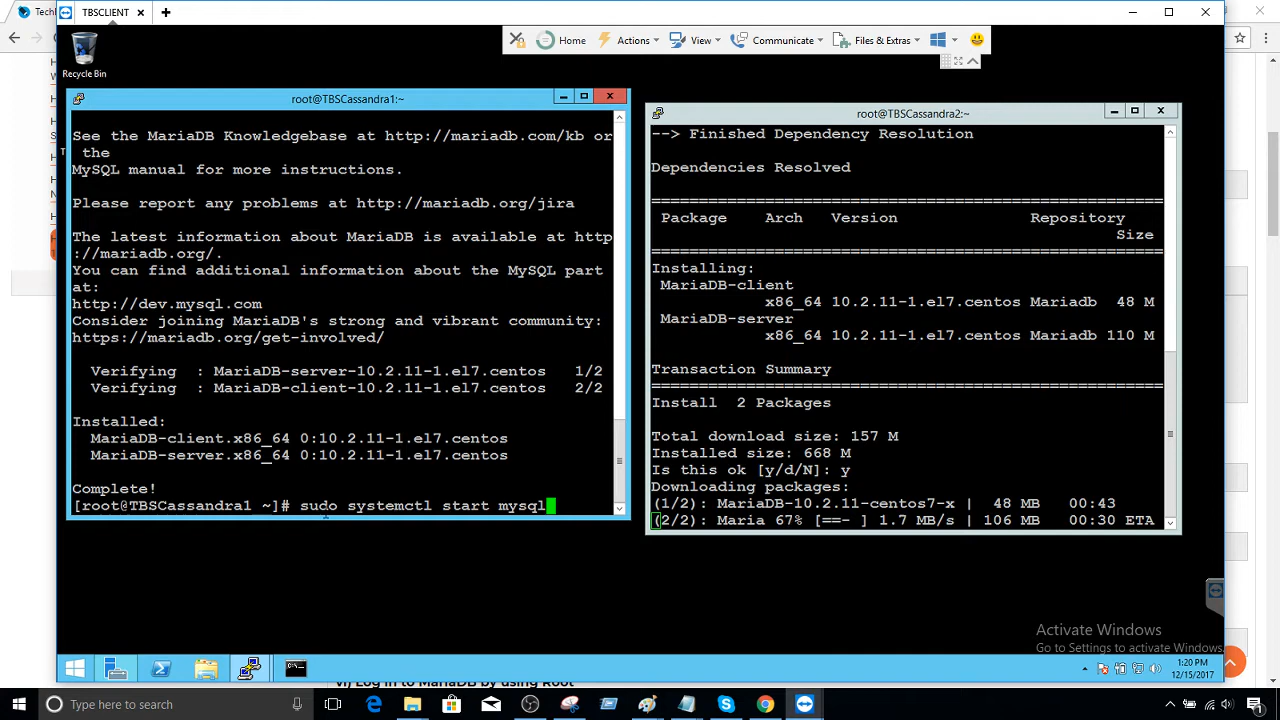 TechB
TBSCLIENT
Home
Actions
View
Communicate
Files & Extras
Recycle Bin
root@TBSCassandra1:~
See the MariaDB Knowledgebase at http://mariadb.com/kb or
the
MySQL manual for more instructions.
Please report any problems at http://mariadb.org/jira
The latest information about MariaDB is available at http
://mariadb.org/.
You can find additional information about the MySQL part
at:
http://dev.mysql.com
Consider joining MariaDB's strong and vibrant community:
https://mariadb.org/get-involved/
Verifying : MariaDB-server-10.2.11-1.el7.centos 1/2
Verifying : MariaDB-client-10.2.11-1.el7.centos 2/2
Installed:
MariaDB-client.x86_64 0:10.2.11-1.el7.centos
MariaDB-server.x86_64 0:10.2.11-1.el7.centos
Complete!
[root@TBSCassandra1 ~]# sudo systemctl start mysql
root@TBSCassandra2:~
--> Finished Dependency Resolution
Dependencies Resolved
================================================
Package Arch Version Repository
Size
================================================
Installing:
MariaDB-client
x86_64 10.2.11-1.el7.centos Mariadb 48 M
MariaDB-server
x86_64 10.2.11-1.el7.centos Mariadb 110 M
Transaction Summary
================================================
Install 2 Packages
Total download size: 157 M
Installed size: 668 M
Is this ok [y/d/N]: y
Downloading packages:
(1/2): MariaDB-10.2.11-centos7-x | 48 MB 00:43
(2/2): Maria 67% [==- ] 1.7 MB/s | 106 MB 00:30 ETA
Activate Windows
Go to Settings to activate Windows.
1:20 PM
12/15/2017
vi) Log in to MariaDB by using Root
Type here to search